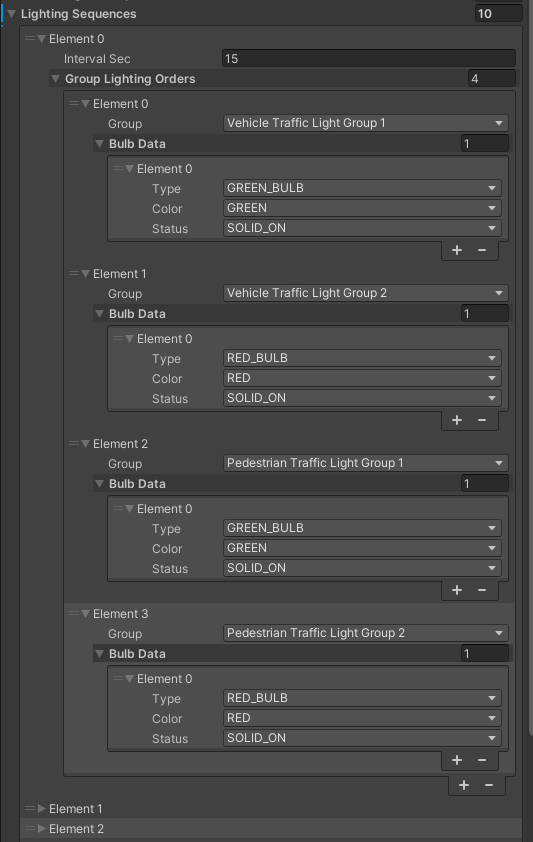 Lighting Sequences 10
Element 0
Interval Sec 15
Group Lighting Orders 4
Element 0
Group Vehicle Traffic Light Group 1
Bulb Data 1
Element 0
Type GREEN_BULB
Color GREEN
Status SOLID_ON
+ −
Element 1
Group Vehicle Traffic Light Group 2
Bulb Data 1
Element 0
Type RED_BULB
Color RED
Status SOLID_ON
+ −
Element 2
Group Pedestrian Traffic Light Group 1
Bulb Data 1
Element 0
Type GREEN_BULB
Color GREEN
Status SOLID_ON
+ −
Element 3
Group Pedestrian Traffic Light Group 2
Bulb Data 1
Element 0
Type RED_BULB
Color RED
Status SOLID_ON
+ −
+ −
Element 1
Element 2